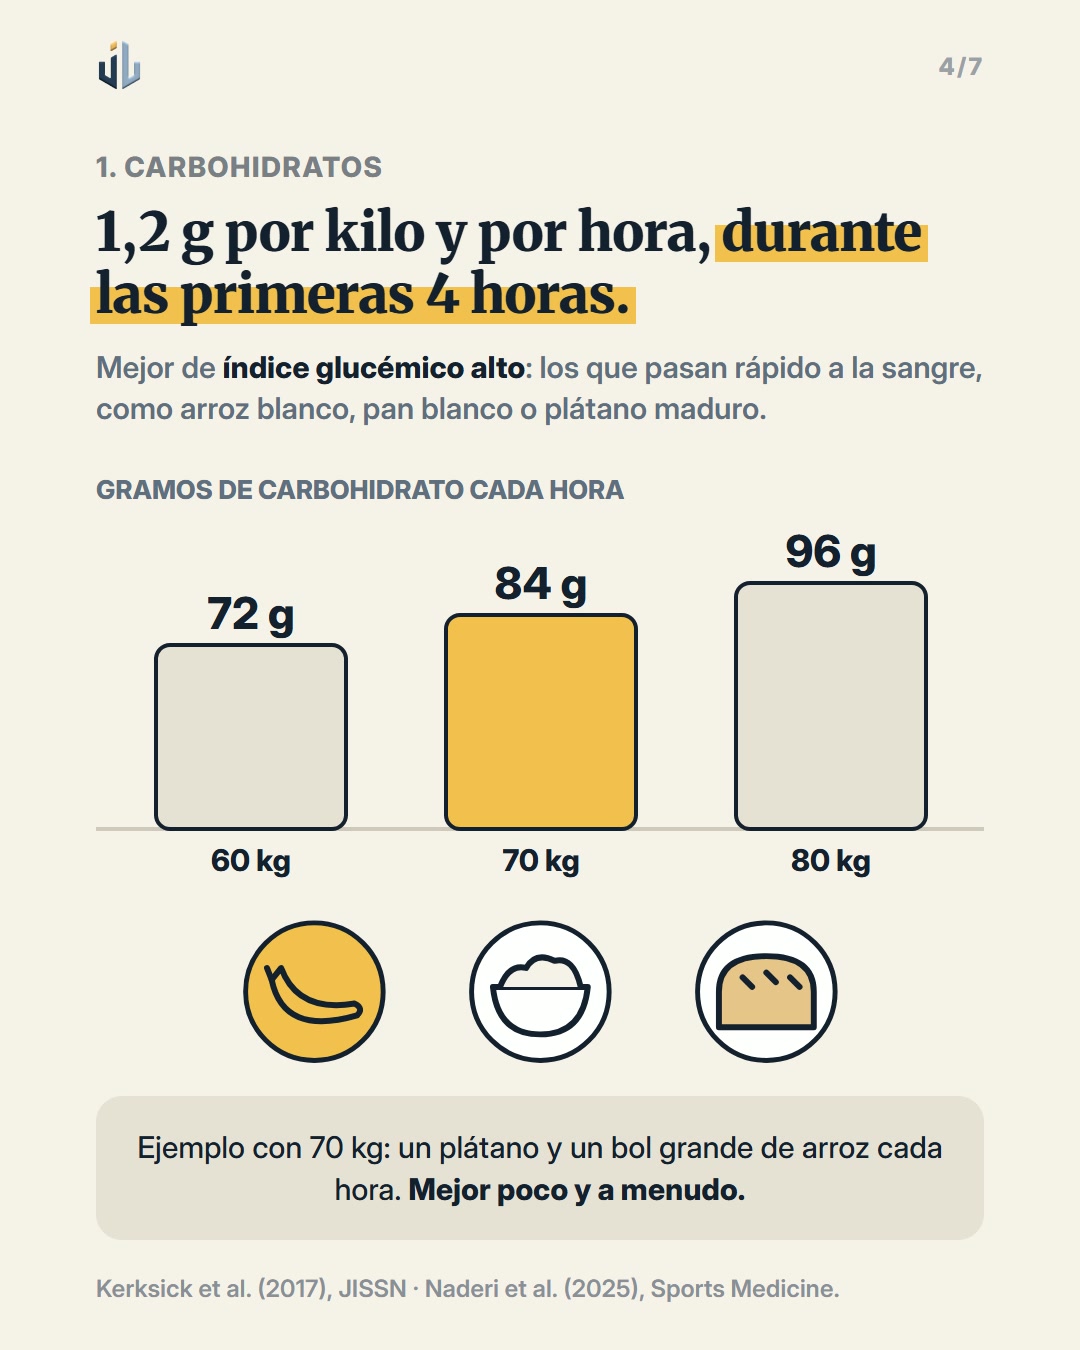 4/7
1. CARBOHIDRATOS
1,2 g por kilo y por hora, durante
las primeras 4 horas.
Mejor de índice glucémico alto: los que pasan rápido a la sangre,
como arroz blanco, pan blanco o plátano maduro.
GRAMOS DE CARBOHIDRATO CADA HORA
72 g
84 g
96 g
60 kg
70 kg
80 kg
Ejemplo con 70 kg: un plátano y un bol grande de arroz cada
hora. Mejor poco y a menudo.
Kerksick et al. (2017), JISSN · Naderi et al. (2025), Sports Medicine.